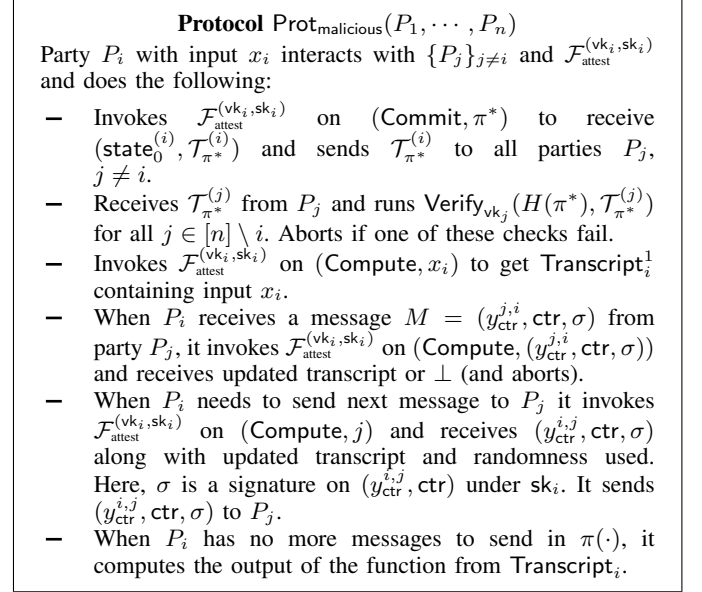 Protocol Prot_malicious(P_1, ⋯ , P_n)
Party P_i with input x_i interacts with {P_j}_{j≠i} and F_attest^{(vk_i,sk_i)}
and does the following:
– Invokes F_attest^{(vk_i,sk_i)} on (Commit, π*) to receive
(state_0^{(i)}, T_{π*}^{(i)}) and sends T_{π*}^{(i)} to all parties P_j,
j ≠ i.
– Receives T_{π*}^{(j)} from P_j and runs Verify_{vk_j}(H(π*), T_{π*}^{(j)})
for all j ∈ [n] \ i. Aborts if one of these checks fail.
– Invokes F_attest^{(vk_i,sk_i)} on (Compute, x_i) to get Transcript_i^1
containing input x_i.
– When P_i receives a message M = (y_ctr^{j,i}, ctr, σ) from
party P_j, it invokes F_attest^{(vk_i,sk_i)} on (Compute, (y_ctr^{j,i}, ctr, σ))
and receives updated transcript or ⊥ (and aborts).
– When P_i needs to send next message to P_j it invokes
F_attest^{(vk_i,sk_i)} on (Compute, j) and receives (y_ctr^{i,j}, ctr, σ)
along with updated transcript and randomness used.
Here, σ is a signature on (y_ctr^{i,j}, ctr) under sk_i. It sends
(y_ctr^{i,j}, ctr, σ) to P_j.
– When P_i has no more messages to send in π(·), it
computes the output of the function from Transcript_i.